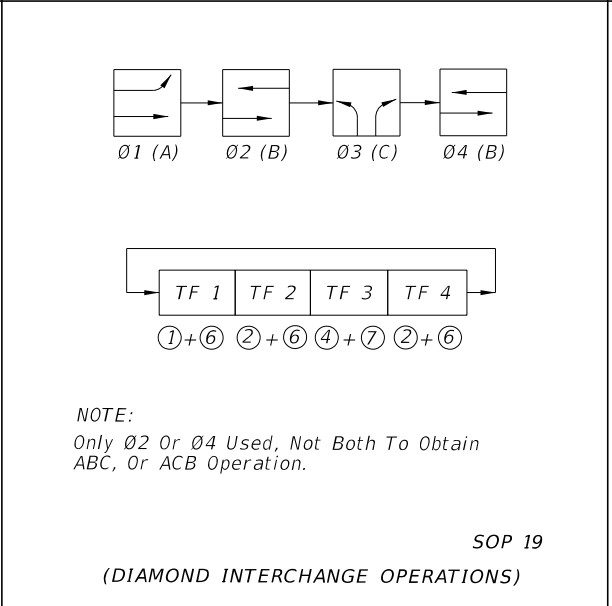 Ø1 (A) Ø2 (B) Ø3 (C) Ø4 (B)
TF 1 TF 2 TF 3 TF 4
1+6 2+6 4+7 2+6
NOTE:
Only Ø2 Or Ø4 Used, Not Both To Obtain
ABC, Or ACB Operation.
SOP 19
(DIAMOND INTERCHANGE OPERATIONS)